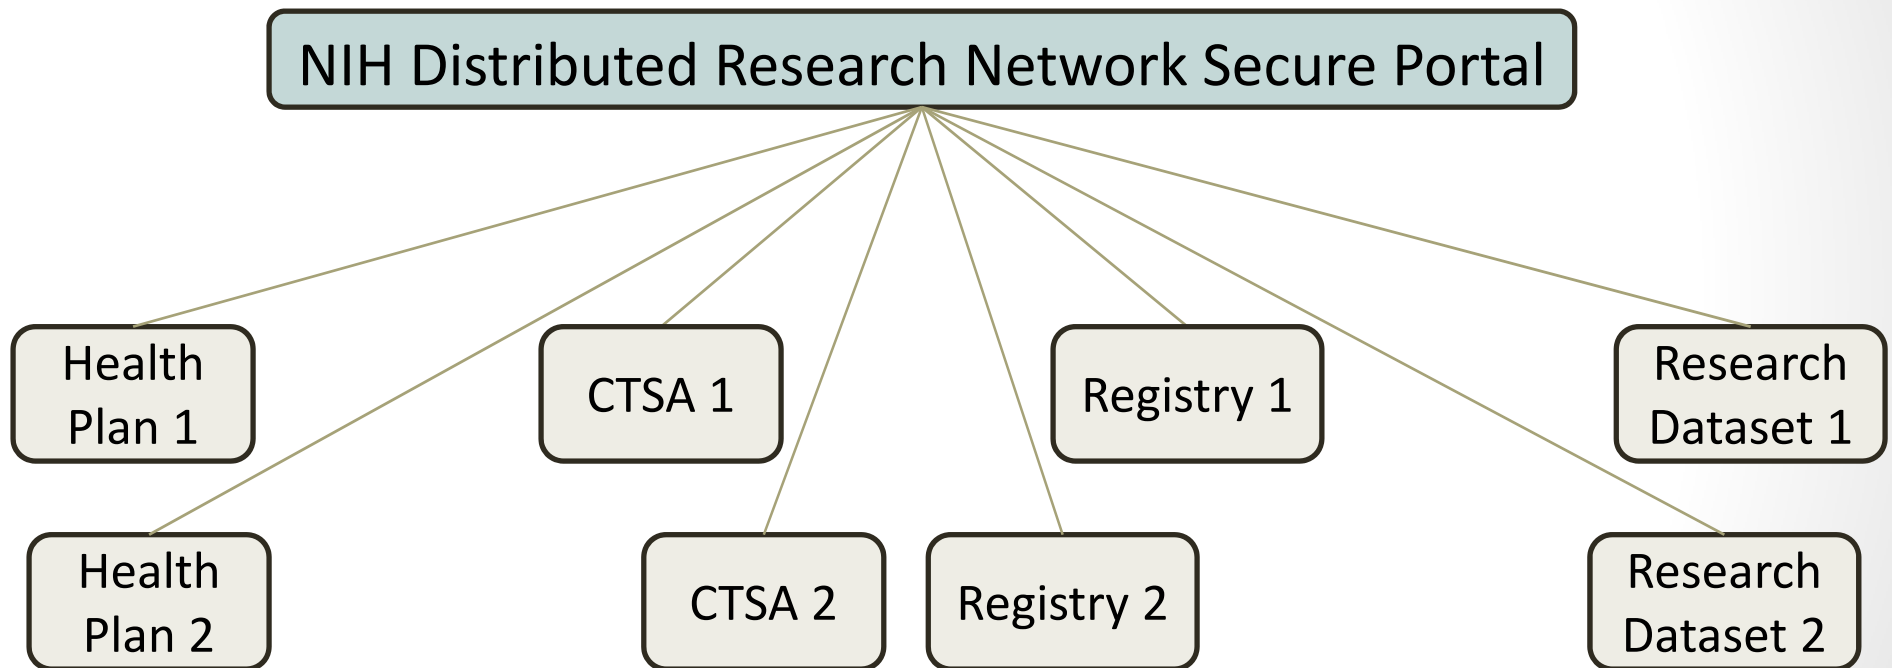 NIH Distributed Research Network Secure Portal
Health
Plan 1
CTSA 1
Registry 1
Research
Dataset 1
Health
Plan 2
CTSA 2
Registry 2
Research
Dataset 2